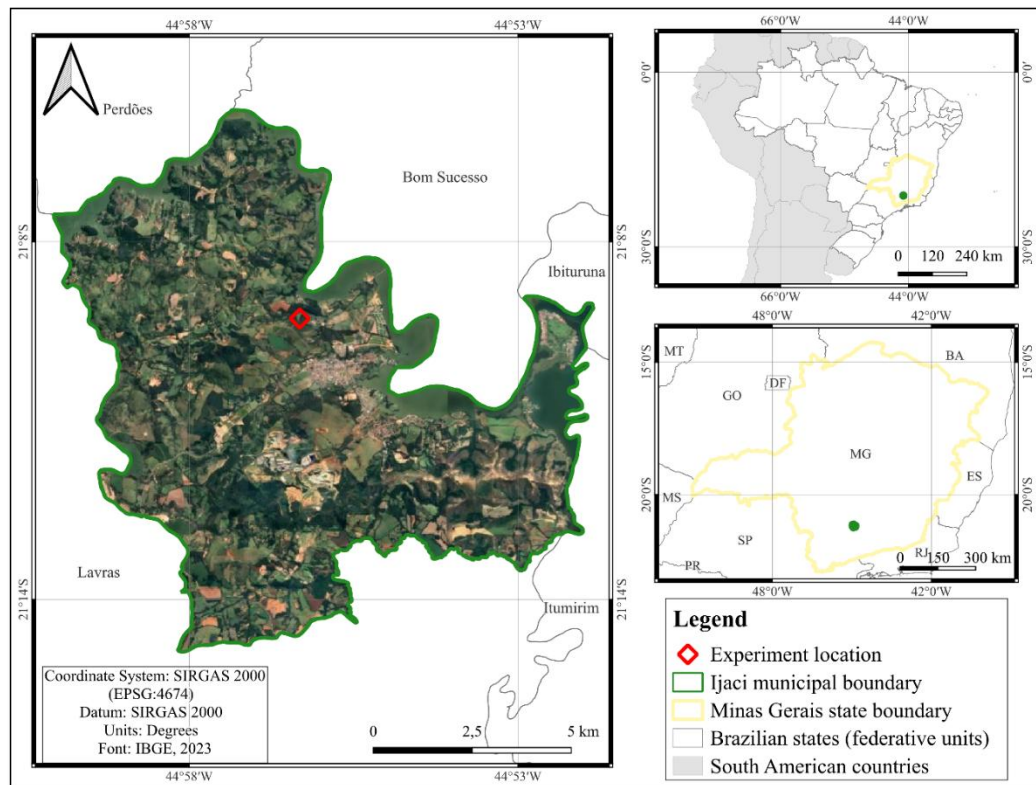 44°58'W
44°53'W
Perdões
Bom Sucesso
21°8'S
21°8'S
Ibituruna
Lavras
21°14'S
21°14'S
Itumirim
Coordinate System: SIRGAS 2000
(EPSG:4674)
Datum: SIRGAS 2000
Units: Degrees
Font: IBGE, 2023
0 2,5 5 km
44°58'W
44°53'W
66°0'W
44°0'W
0°0'
0°0'
30°0'S
30°0'S
0 120 240 km
66°0'W
44°0'W
48°0'W
42°0'W
MT
BA
15°0'S
15°0'S
DF
GO
MG
ES
20°0'S
20°0'S
MS
SP
RJ
PR
0 150 300 km
48°0'W
42°0'W
Legend
Experiment location
Ijaci municipal boundary
Minas Gerais state boundary
Brazilian states (federative units)
South American countries